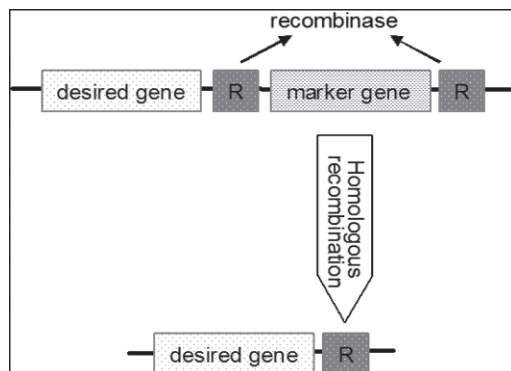 recombinase
desired gene R marker gene R
Homologous
recombination
desired gene R